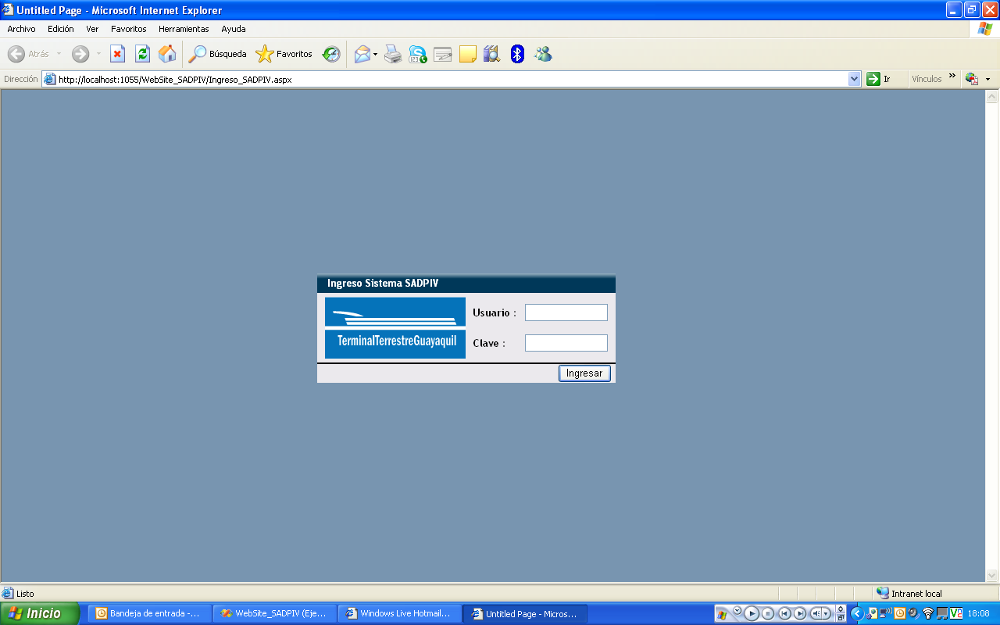 Untitled Page - Microsoft Internet Explorer
Archivo Edición Ver Favoritos Herramientas Ayuda
Atrás Búsqueda Favoritos
Dirección http://localhost:1055/WebSite_SADPIV/Ingreso_SADPIV.aspx Ir Vínculos »
Ingreso Sistema SADPIV
Usuario :
TerminalTerrestreGuayaquil
Clave :
Ingresar
Listo Intranet local
Inicio Bandeja de entrada -... WebSite_SADPIV (Eje... Windows Live Hotmail... Untitled Page - Micros... 18:08